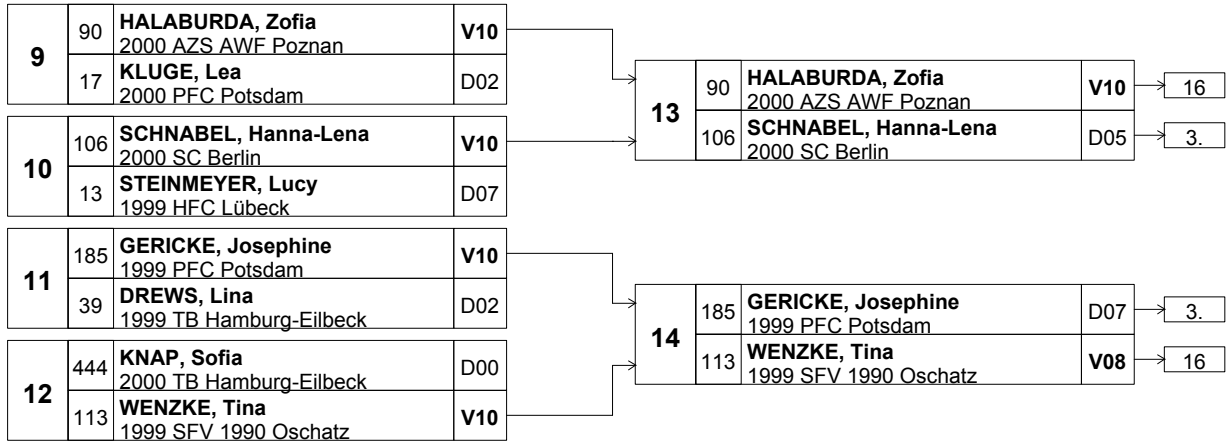 9
90 HALABURDA, Zofia V10
2000 AZS AWF Poznan
17 KLUGE, Lea D02
2000 PFC Potsdam
10
106 SCHNABEL, Hanna-Lena V10
2000 SC Berlin
13 STEINMEYER, Lucy D07
1999 HFC Lübeck
11
185 GERICKE, Josephine V10
1999 PFC Potsdam
39 DREWS, Lina D02
1999 TB Hamburg-Eilbeck
12
444 KNAP, Sofia D00
2000 TB Hamburg-Eilbeck
113 WENZKE, Tina V10
1999 SFV 1990 Oschatz
13
90 HALABURDA, Zofia V10 16
2000 AZS AWF Poznan
106 SCHNABEL, Hanna-Lena D05 3.
2000 SC Berlin
14
185 GERICKE, Josephine D07 3.
1999 PFC Potsdam
113 WENZKE, Tina V08 16
1999 SFV 1990 Oschatz